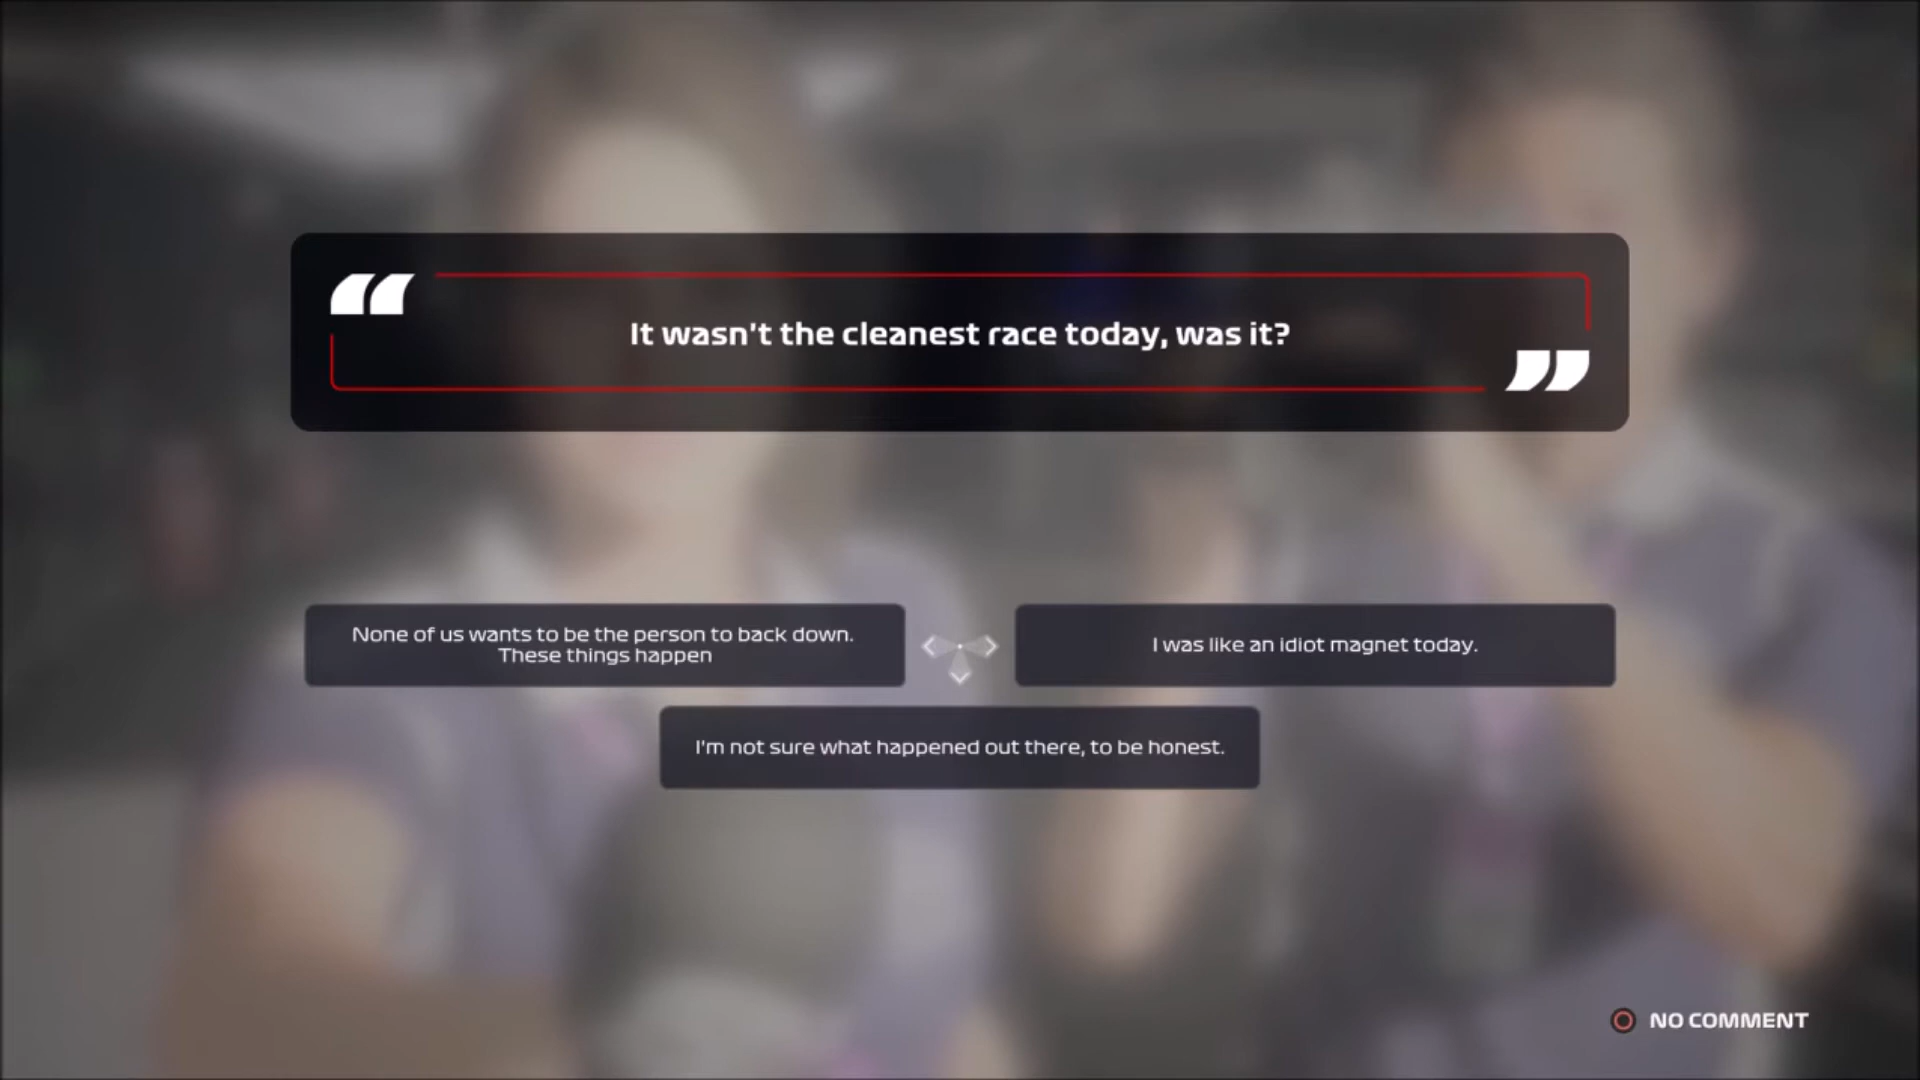 It wasn't the cleanest race today, was it?
None of us wants to be the person to back down.
These things happen
I was like an idiot magnet today.
I'm not sure what happened out there, to be honest.
NO COMMENT